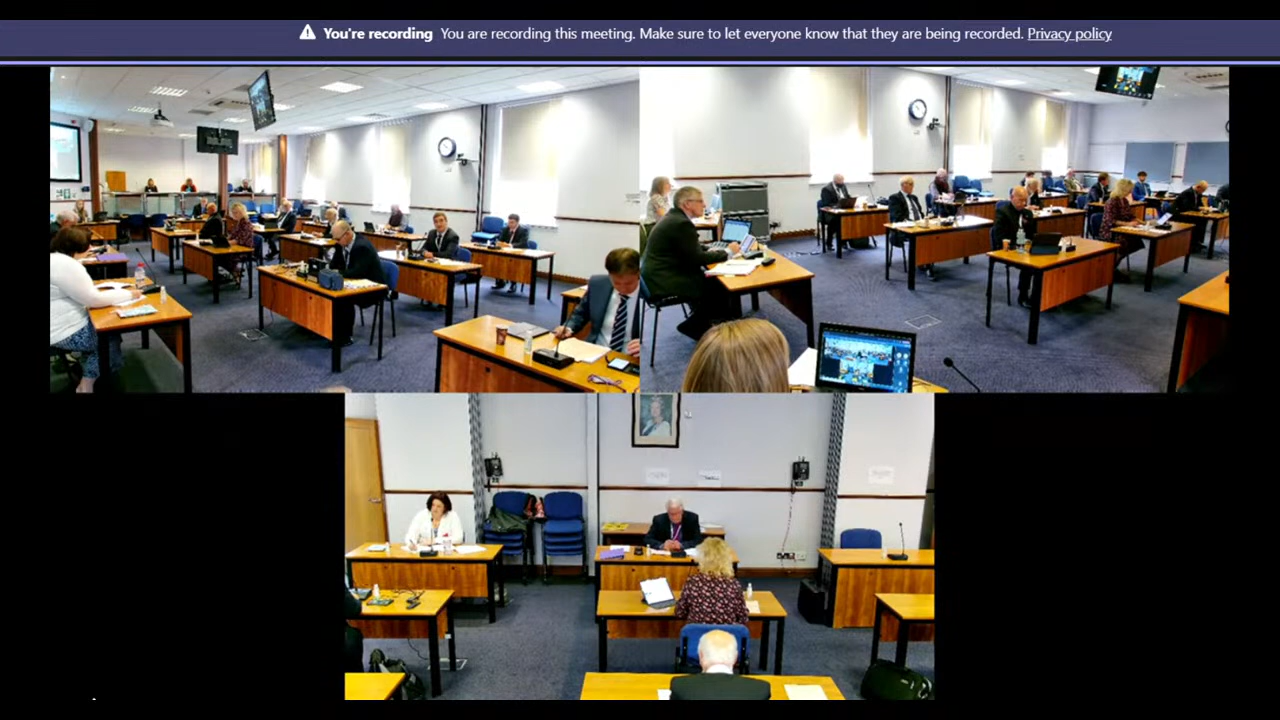 You're recording You are recording this meeting. Make sure to let everyone know that they are being recorded. Privacy policy